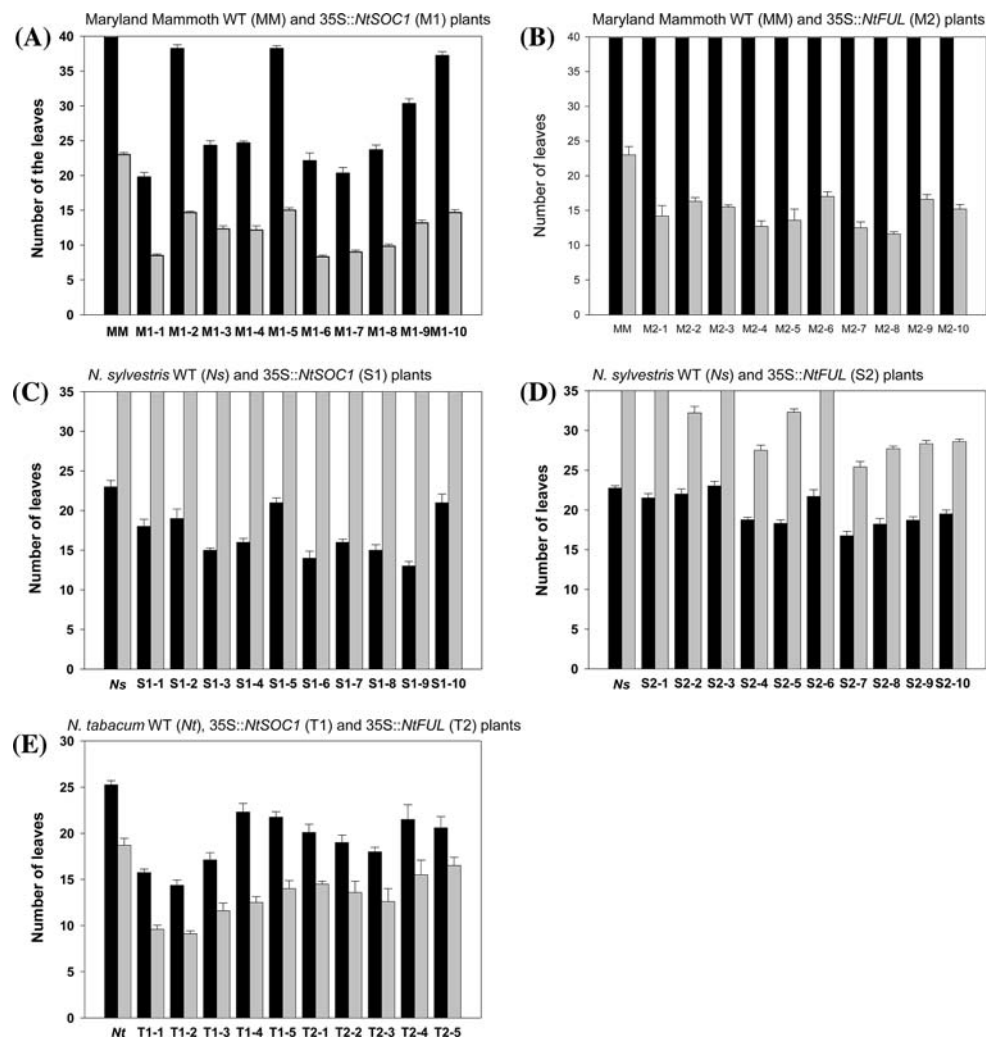 Maryland Mammoth WT (MM) and 35S::NtSOC1 (M1) plants
(A)
Number of the leaves
40
35
30
25
20
15
10
5
0
MM M1-1 M1-2 M1-3 M1-4 M1-5 M1-6 M1-7 M1-8 M1-9 M1-10
Maryland Mammoth WT (MM) and 35S::NtFUL (M2) plants
(B)
Number of leaves
40
35
30
25
20
15
10
5
0
MM M2-1 M2-2 M2-3 M2-4 M2-5 M2-6 M2-7 M2-8 M2-9 M2-10
N. sylvestris WT (Ns) and 35S::NtSOC1 (S1) plants
(C)
Number of leaves
35
30
25
20
15
10
5
0
Ns S1-1 S1-2 S1-3 S1-4 S1-5 S1-6 S1-7 S1-8 S1-9 S1-10
N. sylvestris WT (Ns) and 35S::NtFUL (S2) plants
(D)
Number of leaves
35
30
25
20
15
10
5
0
Ns S2-1 S2-2 S2-3 S2-4 S2-5 S2-6 S2-7 S2-8 S2-9 S2-10
N. tabacum WT (Nt), 35S::NtSOC1 (T1) and 35S::NtFUL (T2) plants
(E)
Number of leaves
30
25
20
15
10
5
0
Nt T1-1 T1-2 T1-3 T1-4 T1-5 T2-1 T2-2 T2-3 T2-4 T2-5